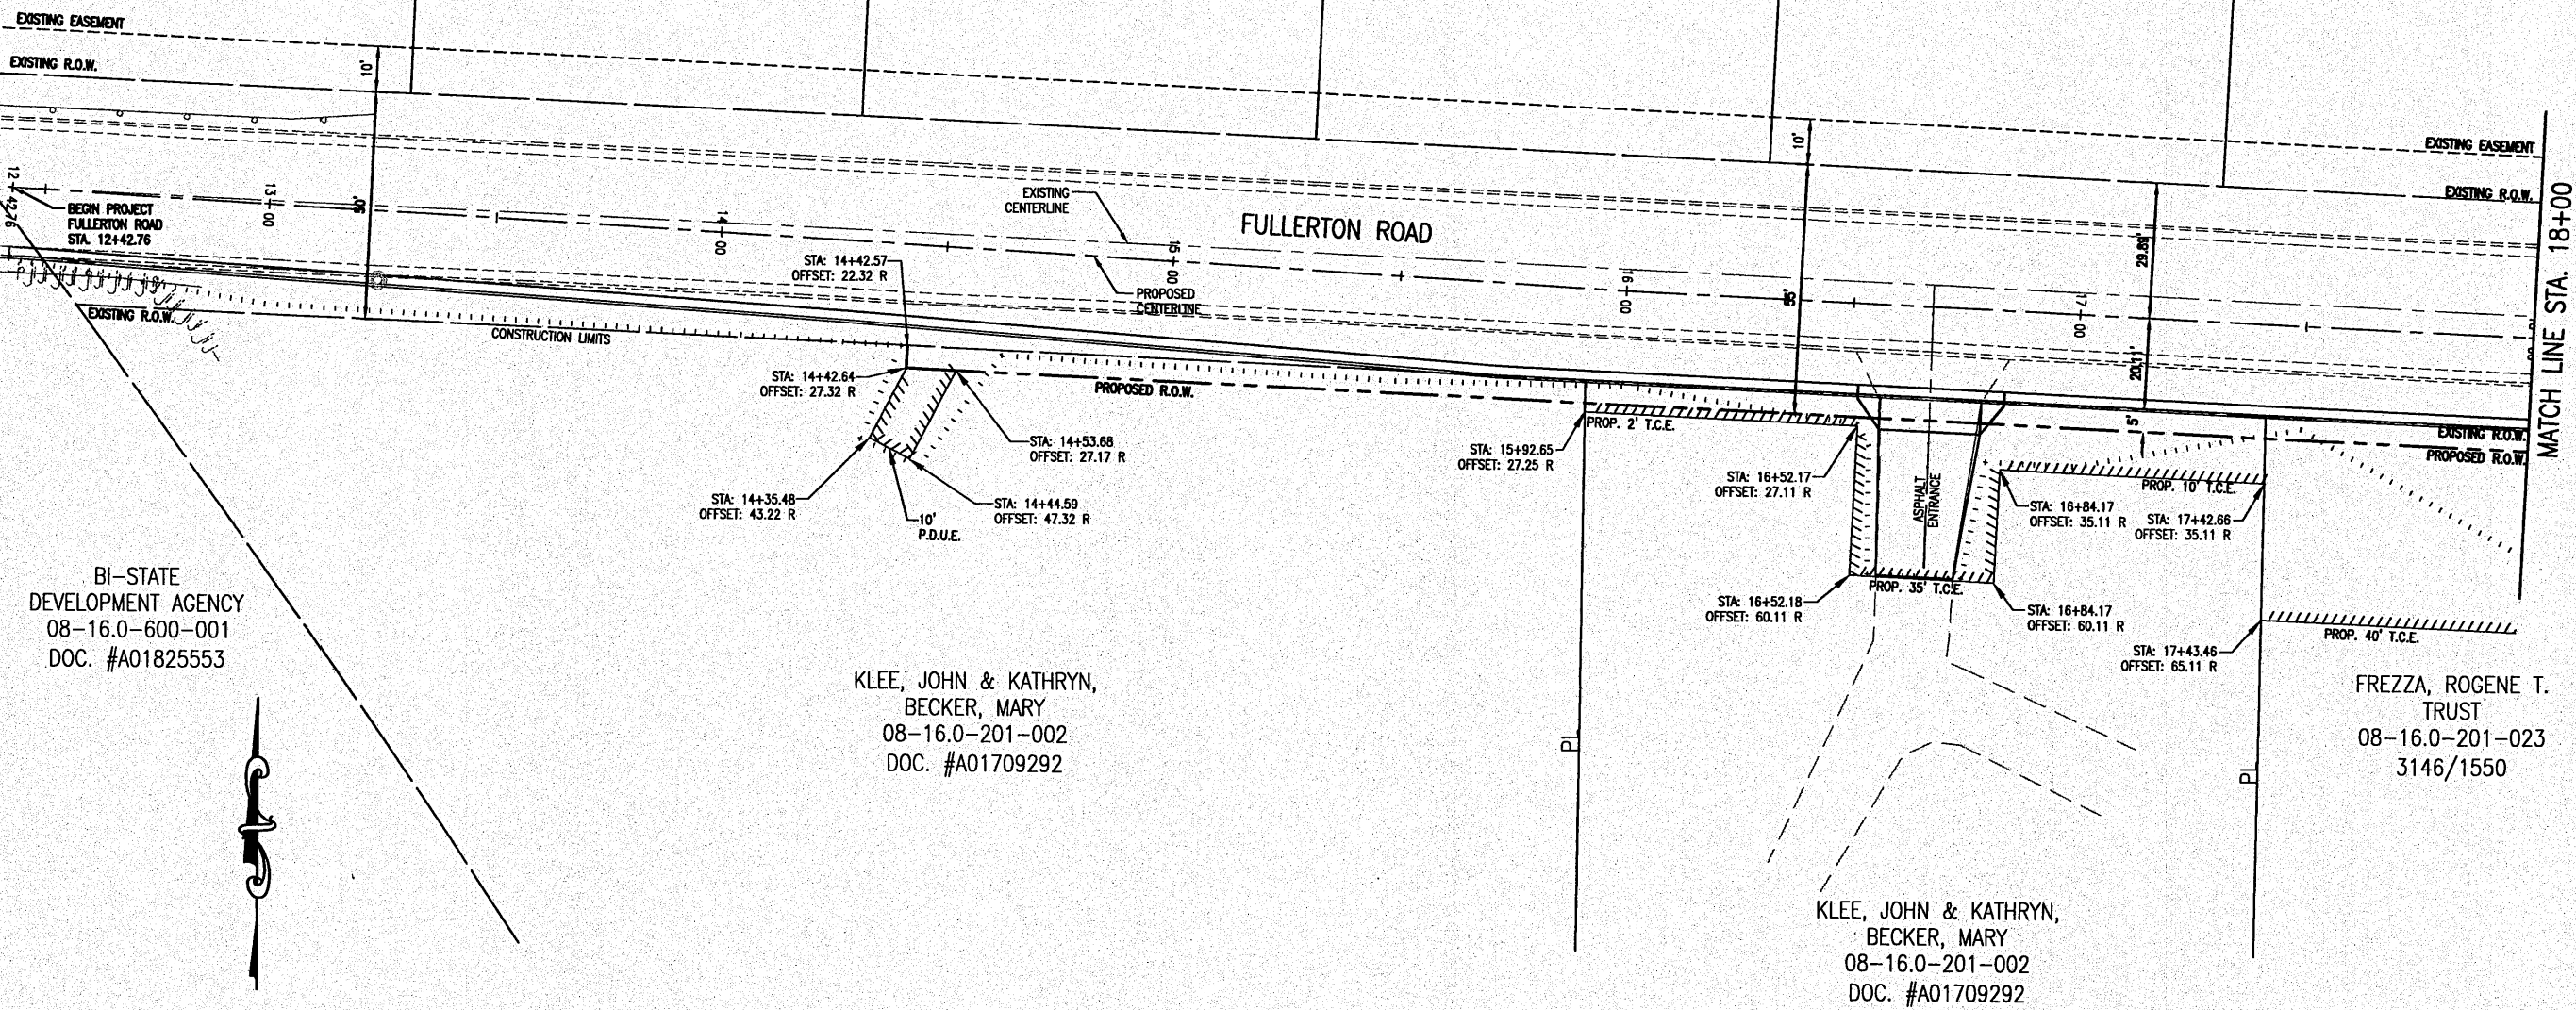 EXISTING EASEMENT
EXISTING R.O.W.
10'
10'
EXISTING EASEMENT
EXISTING R.O.W.
12
42.76
BEGIN PROJECT
FULLERTON ROAD
STA. 12+42.76
13+00
50'
14+00
EXISTING
CENTERLINE
15+00
FULLERTON ROAD
PROPOSED
CENTERLINE
16+00
55'
17+00
29.89'
20.11'
MATCH LINE STA. 18+00
STA: 14+42.57
OFFSET: 22.32 R
EXISTING R.O.W.
CONSTRUCTION LIMITS
STA: 14+42.64
OFFSET: 27.32 R
PROPOSED R.O.W.
STA: 14+53.68
OFFSET: 27.17 R
STA: 14+35.48
OFFSET: 43.22 R
STA: 14+44.59
OFFSET: 47.32 R
10'
P.D.U.E.
PROP. 2' T.C.E.
STA: 15+92.65
OFFSET: 27.25 R
STA: 16+52.17
OFFSET: 27.11 R
ASPHALT
ENTRANCE
5'
EXISTING R.O.W.
PROPOSED R.O.W.
PROP. 10' T.C.E.
STA: 16+84.17
OFFSET: 35.11 R
STA: 17+42.66
OFFSET: 35.11 R
PROP. 35' T.C.E.
STA: 16+52.18
OFFSET: 60.11 R
STA: 16+84.17
OFFSET: 60.11 R
PROP. 40' T.C.E.
STA: 17+43.46
OFFSET: 65.11 R
BI-STATE
DEVELOPMENT AGENCY
08-16.0-600-001
DOC. #A01825553
KLEE, JOHN & KATHRYN,
BECKER, MARY
08-16.0-201-002
DOC. #A01709292
PL
PL
FREZZA, ROGENE T.
TRUST
08-16.0-201-023
3146/1550
KLEE, JOHN & KATHRYN,
BECKER, MARY
08-16.0-201-002
DOC. #A01709292